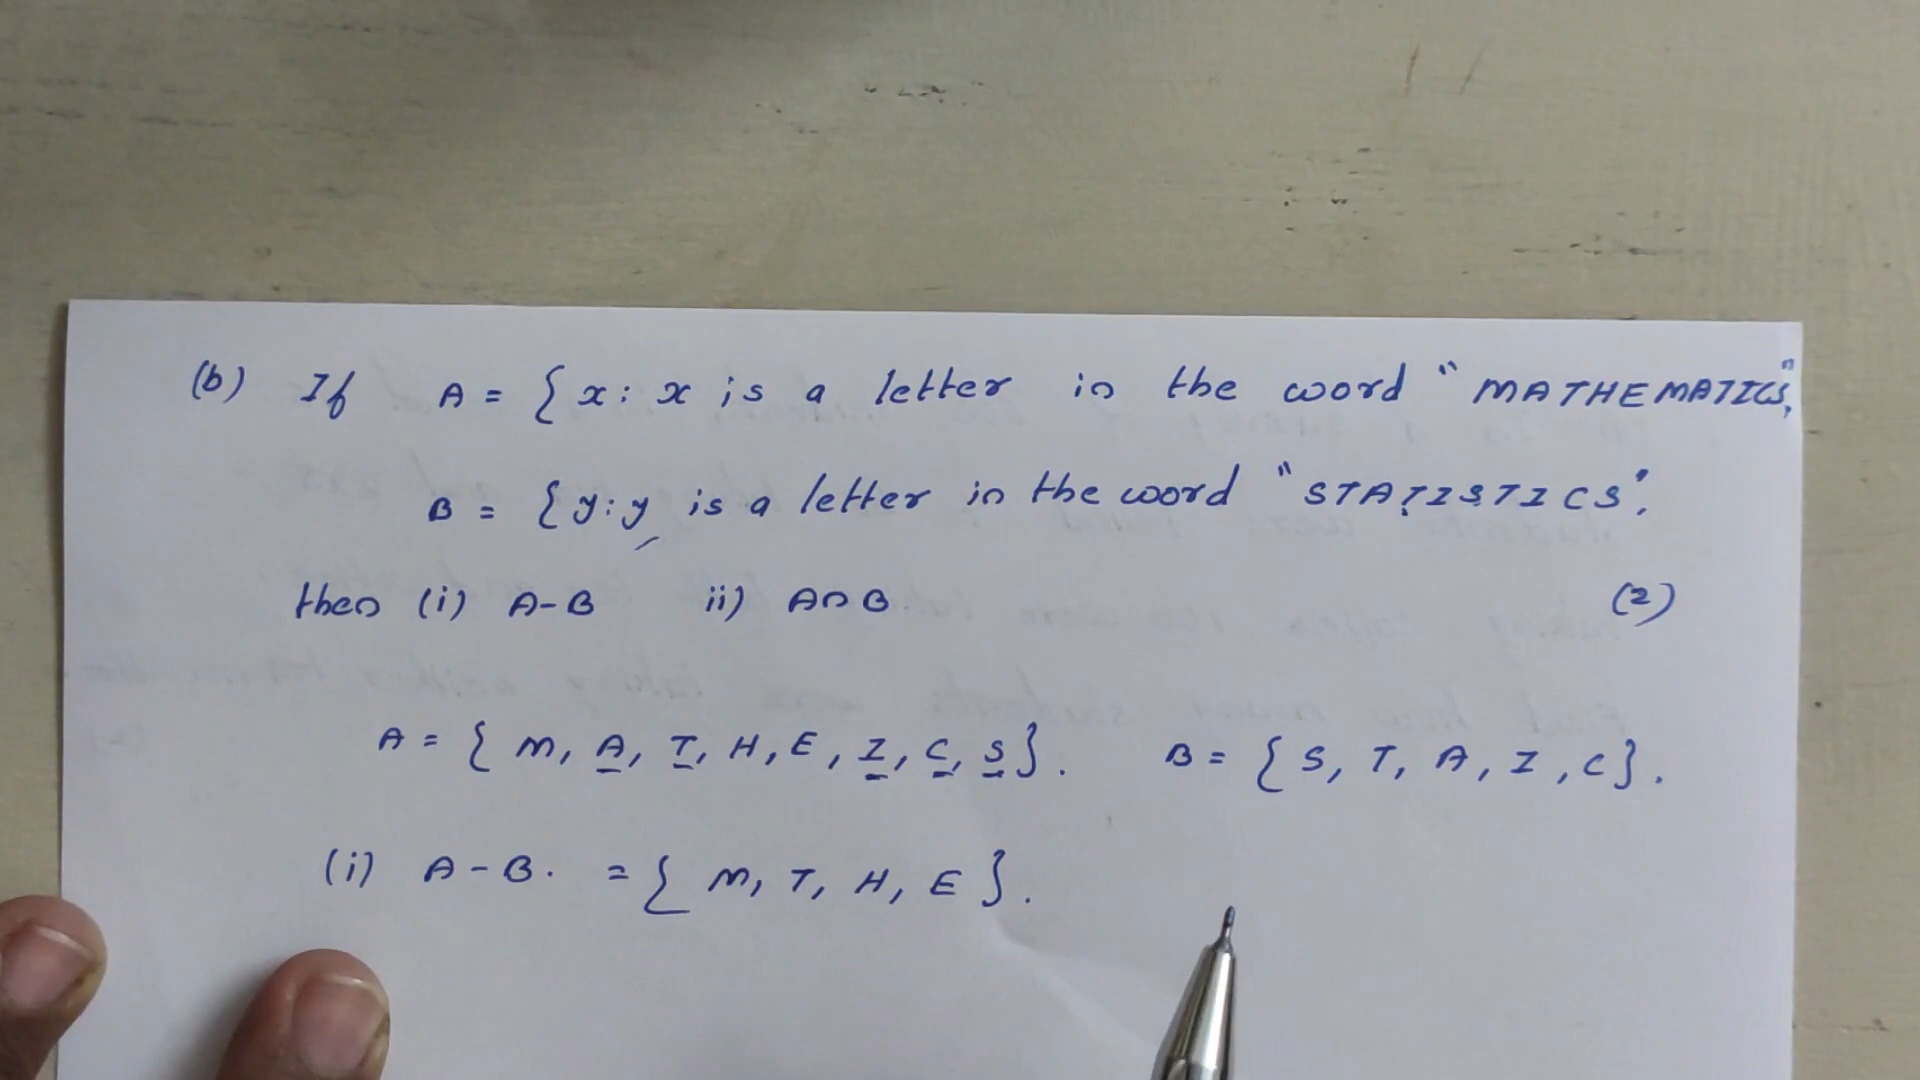 (b) If A = { x : x is a letter in the word "MATHEMATICS",
B = { y : y is a letter in the word "STATISTICS".
then (i) A-B ii) A∩B (2)
A = { M, A, T, H, E, I, C, S }. B = { S, T, A, I, C }.
(i) A - B. = { M, T, H, E }.